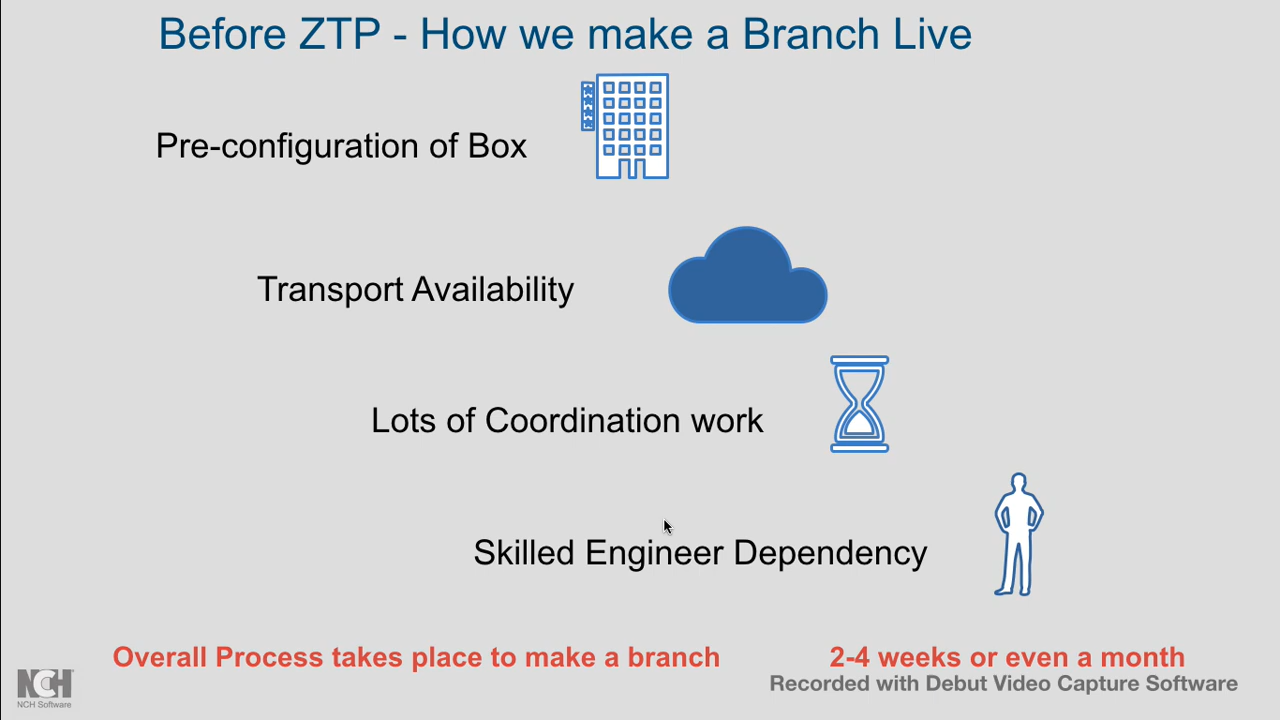 Before ZTP - How we make a Branch Live
Pre-configuration of Box
Transport Availability
Lots of Coordination work
Skilled Engineer Dependency
Overall Process takes place to make a branch
2-4 weeks or even a month
Recorded with Debut Video Capture Software
NCH
NCH Software